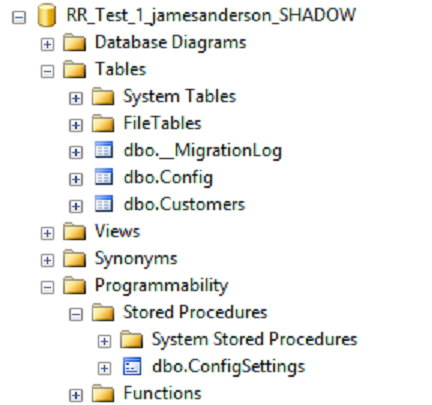 RR_Test_1_jamesanderson_SHADOW
Database Diagrams
Tables
System Tables
FileTables
dbo.__MigrationLog
dbo.Config
dbo.Customers
Views
Synonyms
Programmability
Stored Procedures
System Stored Procedures
dbo.ConfigSettings
Functions